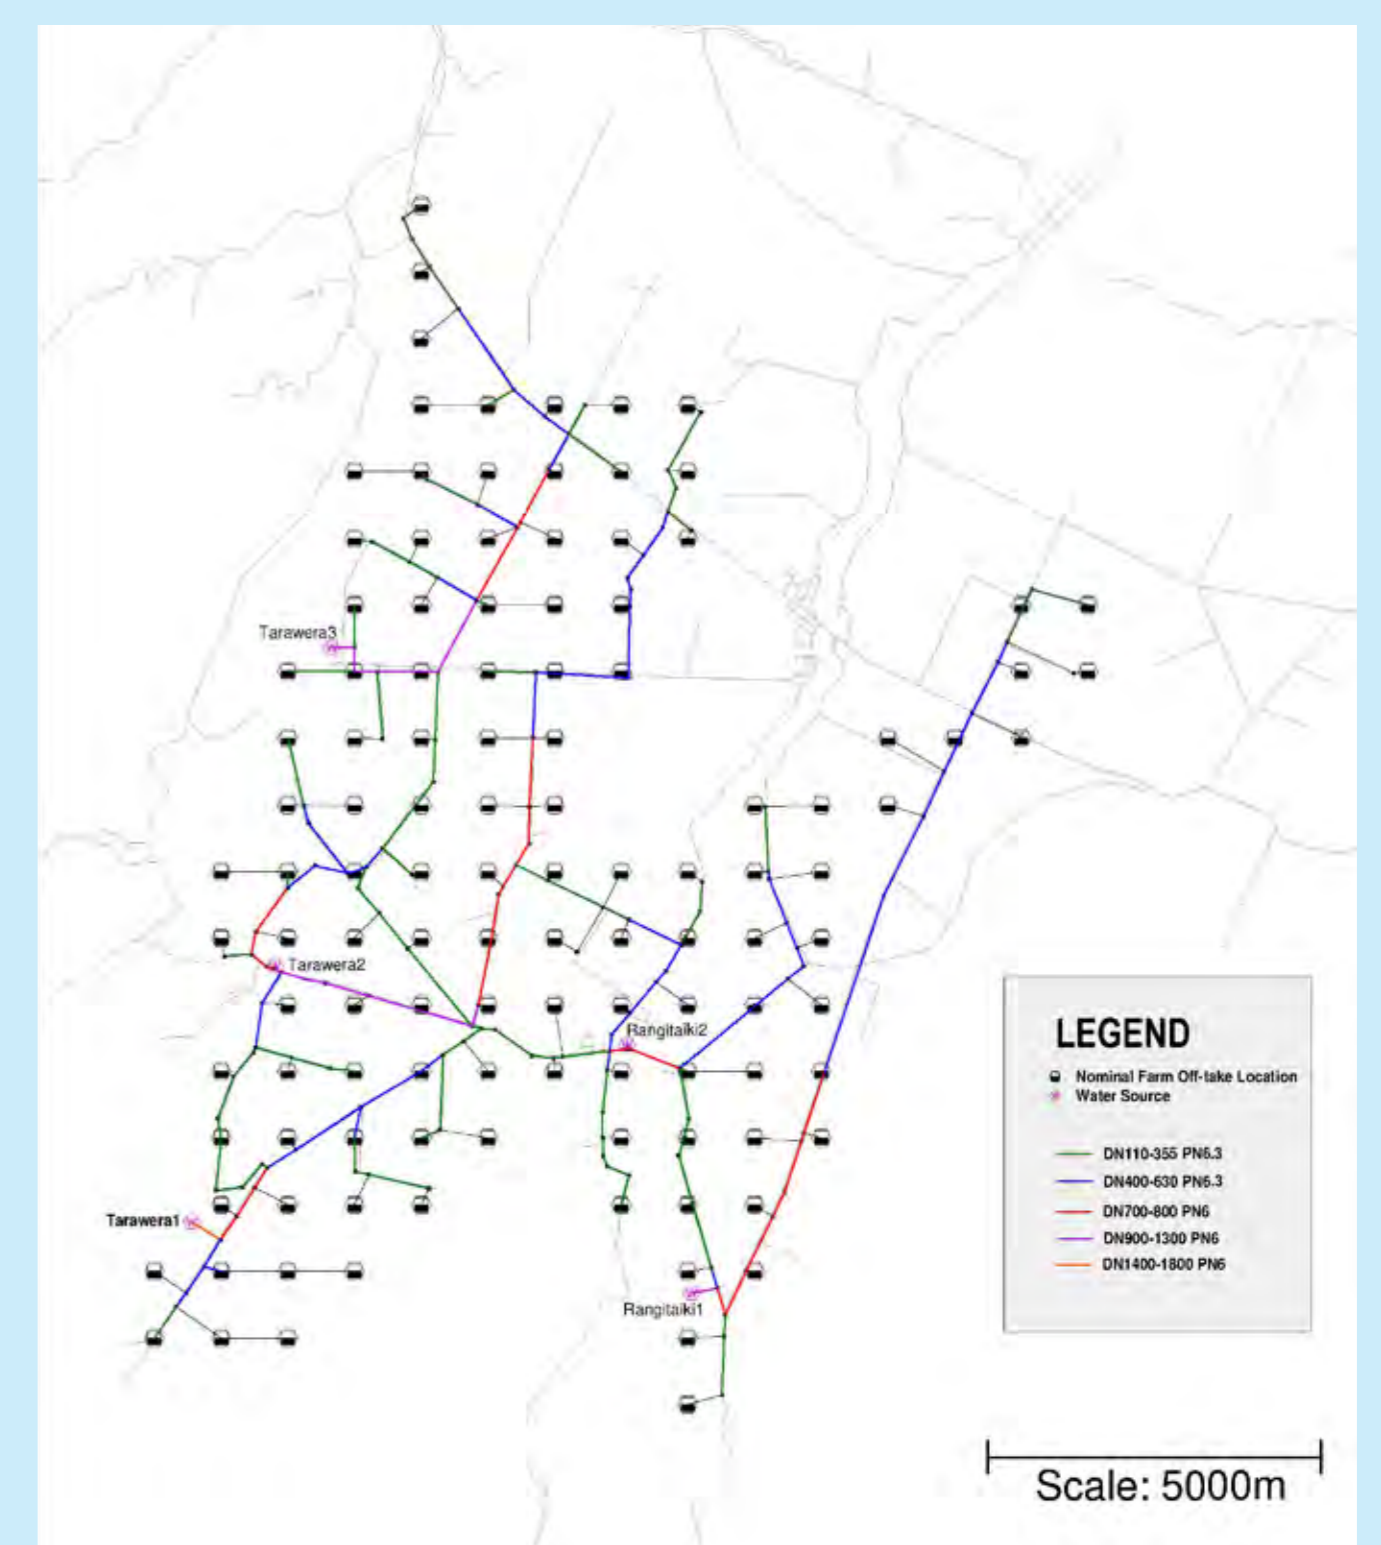 Tarawera3
Tarawera2
Rangitaiki2
Tarawera1
Rangitaiki1
LEGEND
Nominal Farm Off-take Location
Water Source
DN110-355 PN6.3
DN400-630 PN6.3
DN700-800 PN6
DN900-1300 PN6
DN1400-1800 PN6
Scale: 5000m